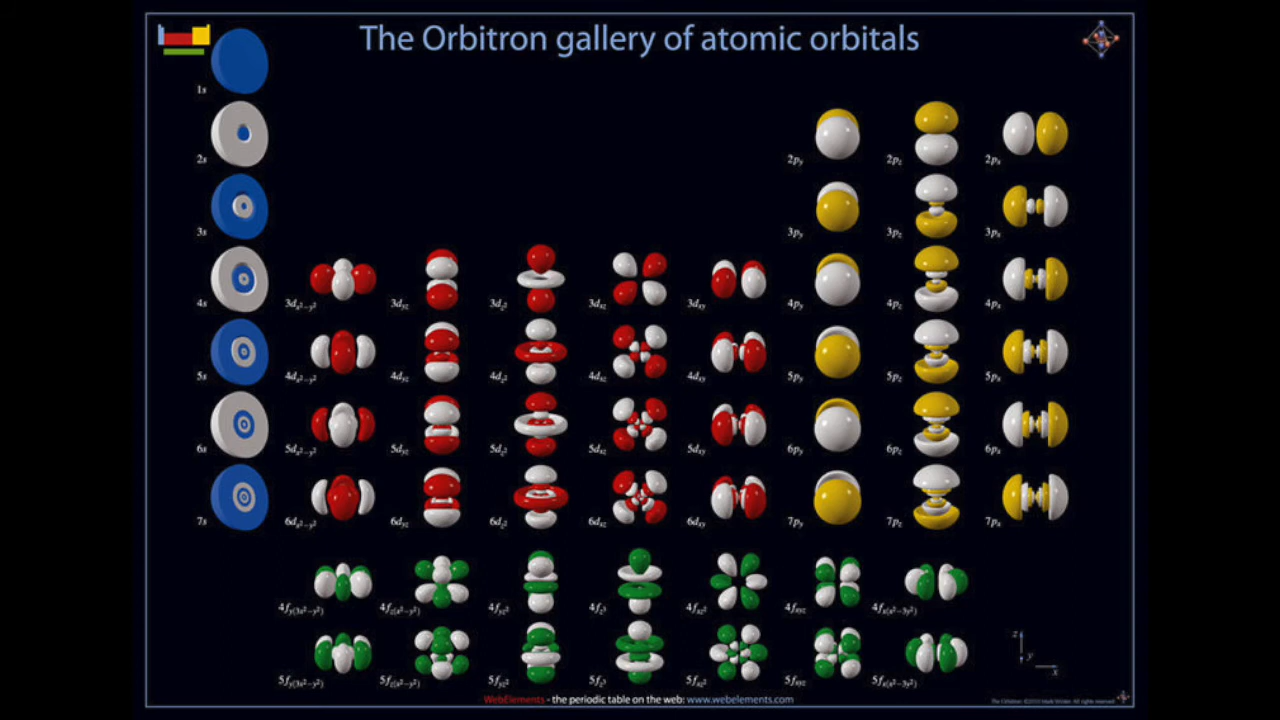 The Orbitron gallery of atomic orbitals
1s
2s 2py 2pz 2px
3s 3py 3pz 3px
4s 3dx²−y² 3dyz 3dz² 3dxz 3dxy 4py 4pz 4px
5s 4dx²−y² 4dyz 4dz² 4dxz 4dxy 5py 5pz 5px
6s 5dx²−y² 5dyz 5dz² 5dxz 5dxy 6py 6pz 6px
7s 6dx²−y² 6dyz 6dz² 6dxz 6dxy 7py 7pz 7px
4fy(3x²−y²) 4fz(x²−y²) 4fyz² 4fz³ 4fxz² 4fxyz 4fx(x²−3y²)
z
y
x
5fy(3x²−y²) 5fz(x²−y²) 5fyz² 5fz³ 5fxz² 5fxyz 5fx(x²−3y²)
WebElements - the periodic table on the web: www.webelements.com